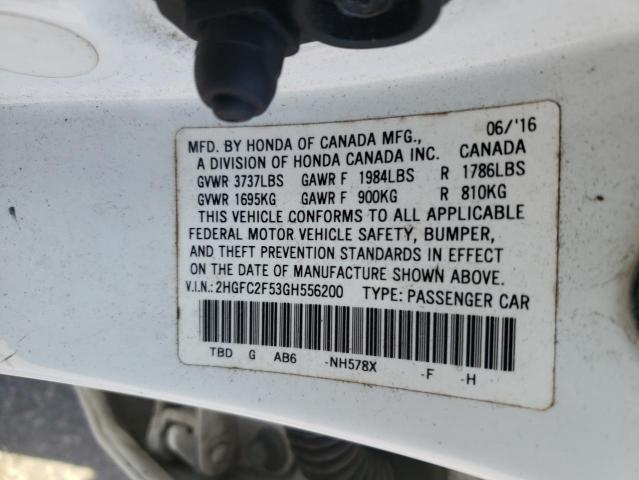 MFD. BY HONDA OF CANADA MFG., 06/'16
A DIVISION OF HONDA CANADA INC. CANADA
GVWR 3737LBS GAWR F 1984LBS R 1786LBS
GVWR 1695KG GAWR F 900KG R 810KG
THIS VEHICLE CONFORMS TO ALL APPLICABLE
FEDERAL MOTOR VEHICLE SAFETY, BUMPER,
AND THEFT PREVENTION STANDARDS IN EFFECT
ON THE DATE OF MANUFACTURE SHOWN ABOVE.
V.I.N.: 2HGFC2F53GH556200 TYPE: PASSENGER CAR
TBD G AB6 -NH578X -F -H